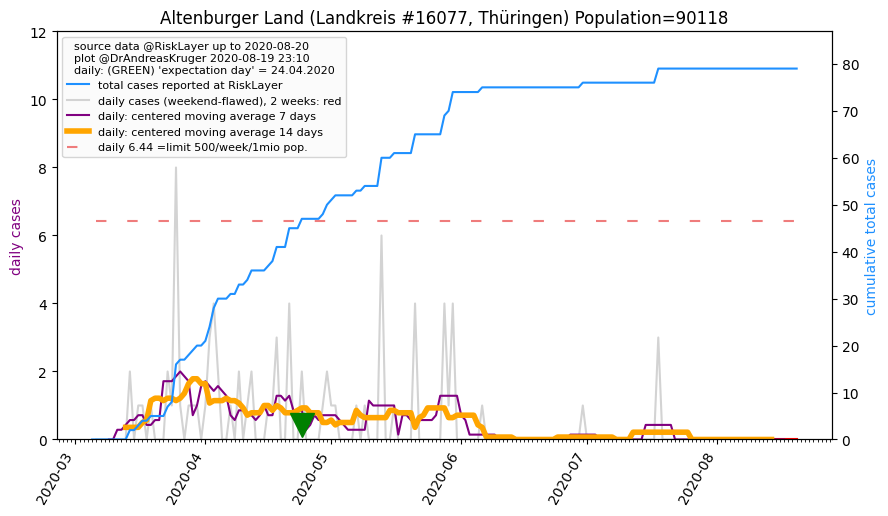 Altenburger Land (Landkreis #16077, Thüringen) Population=90118
source data @RiskLayer up to 2020-08-20
plot @DrAndreasKruger 2020-08-19 23:10
daily: (GREEN) 'expectation day' = 24.04.2020
total cases reported at RiskLayer
daily cases (weekend-flawed), 2 weeks: red
daily: centered moving average 7 days
daily: centered moving average 14 days
daily 6.44 =limit 500/week/1mio pop.
daily cases
12
10
8
6
4
2
0
cumulative total cases
80
70
60
50
40
30
20
10
0
2020-03
2020-04
2020-05
2020-06
2020-07
2020-08